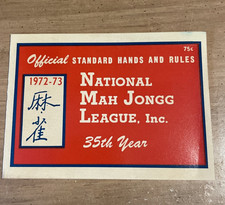 75¢
Official STANDARD HANDS AND RULES
1972-73
麻
雀
NATIONAL
MAH JONGG
LEAGUE, Inc.
35th Year